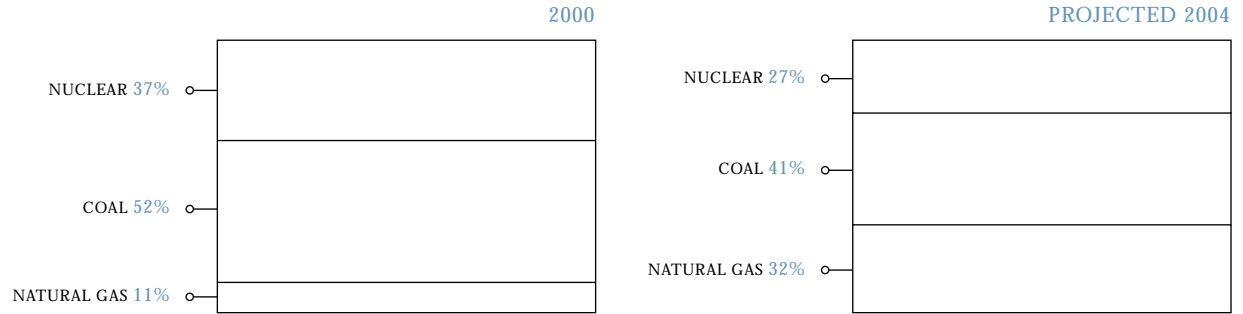 2000
NUCLEAR 37%
COAL 52%
NATURAL GAS 11%
PROJECTED 2004
NUCLEAR 27%
COAL 41%
NATURAL GAS 32%